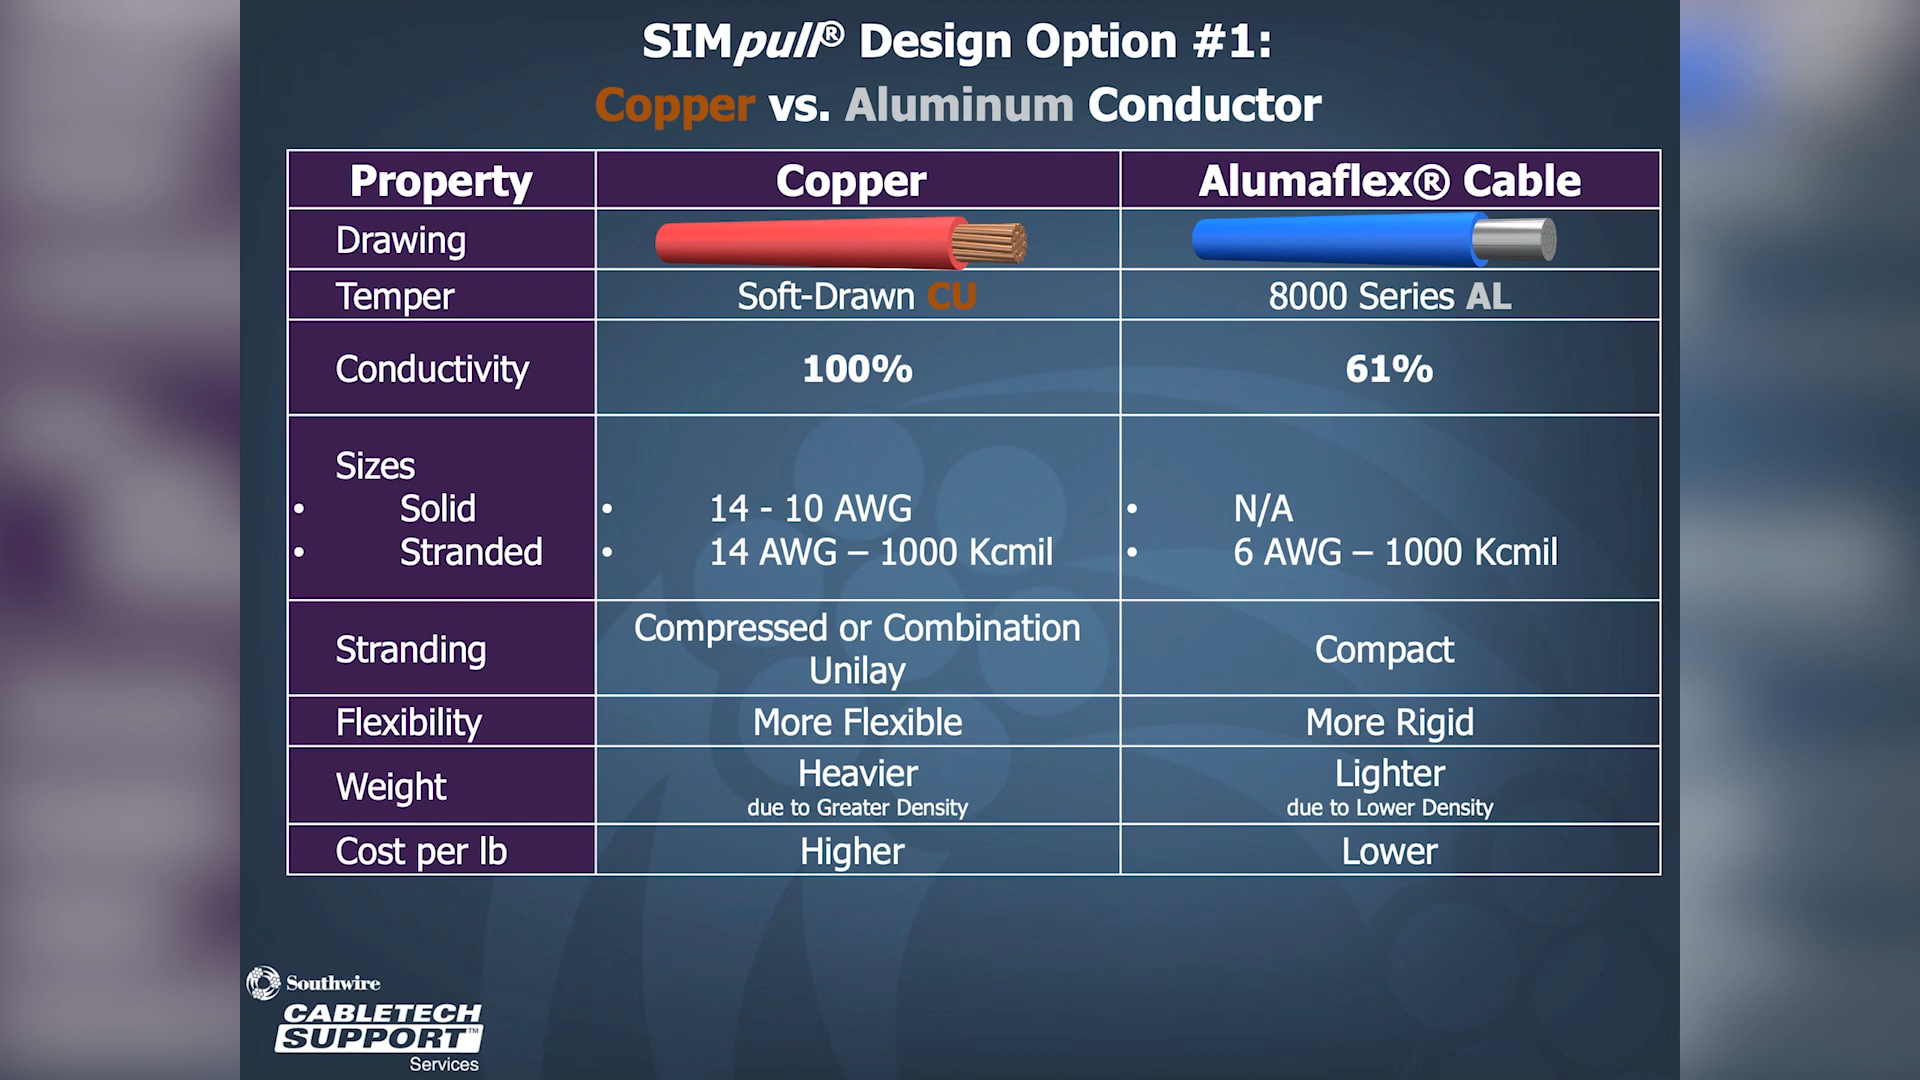 SIMpull® Design Option #1:
Copper vs. Aluminum Conductor
Property Copper Alumaflex® Cable
Drawing
Temper Soft-Drawn CU 8000 Series AL
Conductivity 100% 61%
Sizes
• Solid • 14 - 10 AWG • N/A
• Stranded • 14 AWG – 1000 Kcmil • 6 AWG – 1000 Kcmil
Stranding Compressed or Combination Unilay Compact
Flexibility More Flexible More Rigid
Weight Heavier Lighter
due to Greater Density due to Lower Density
Cost per lb Higher Lower
Southwire
CABLETECH
SUPPORT™
Services